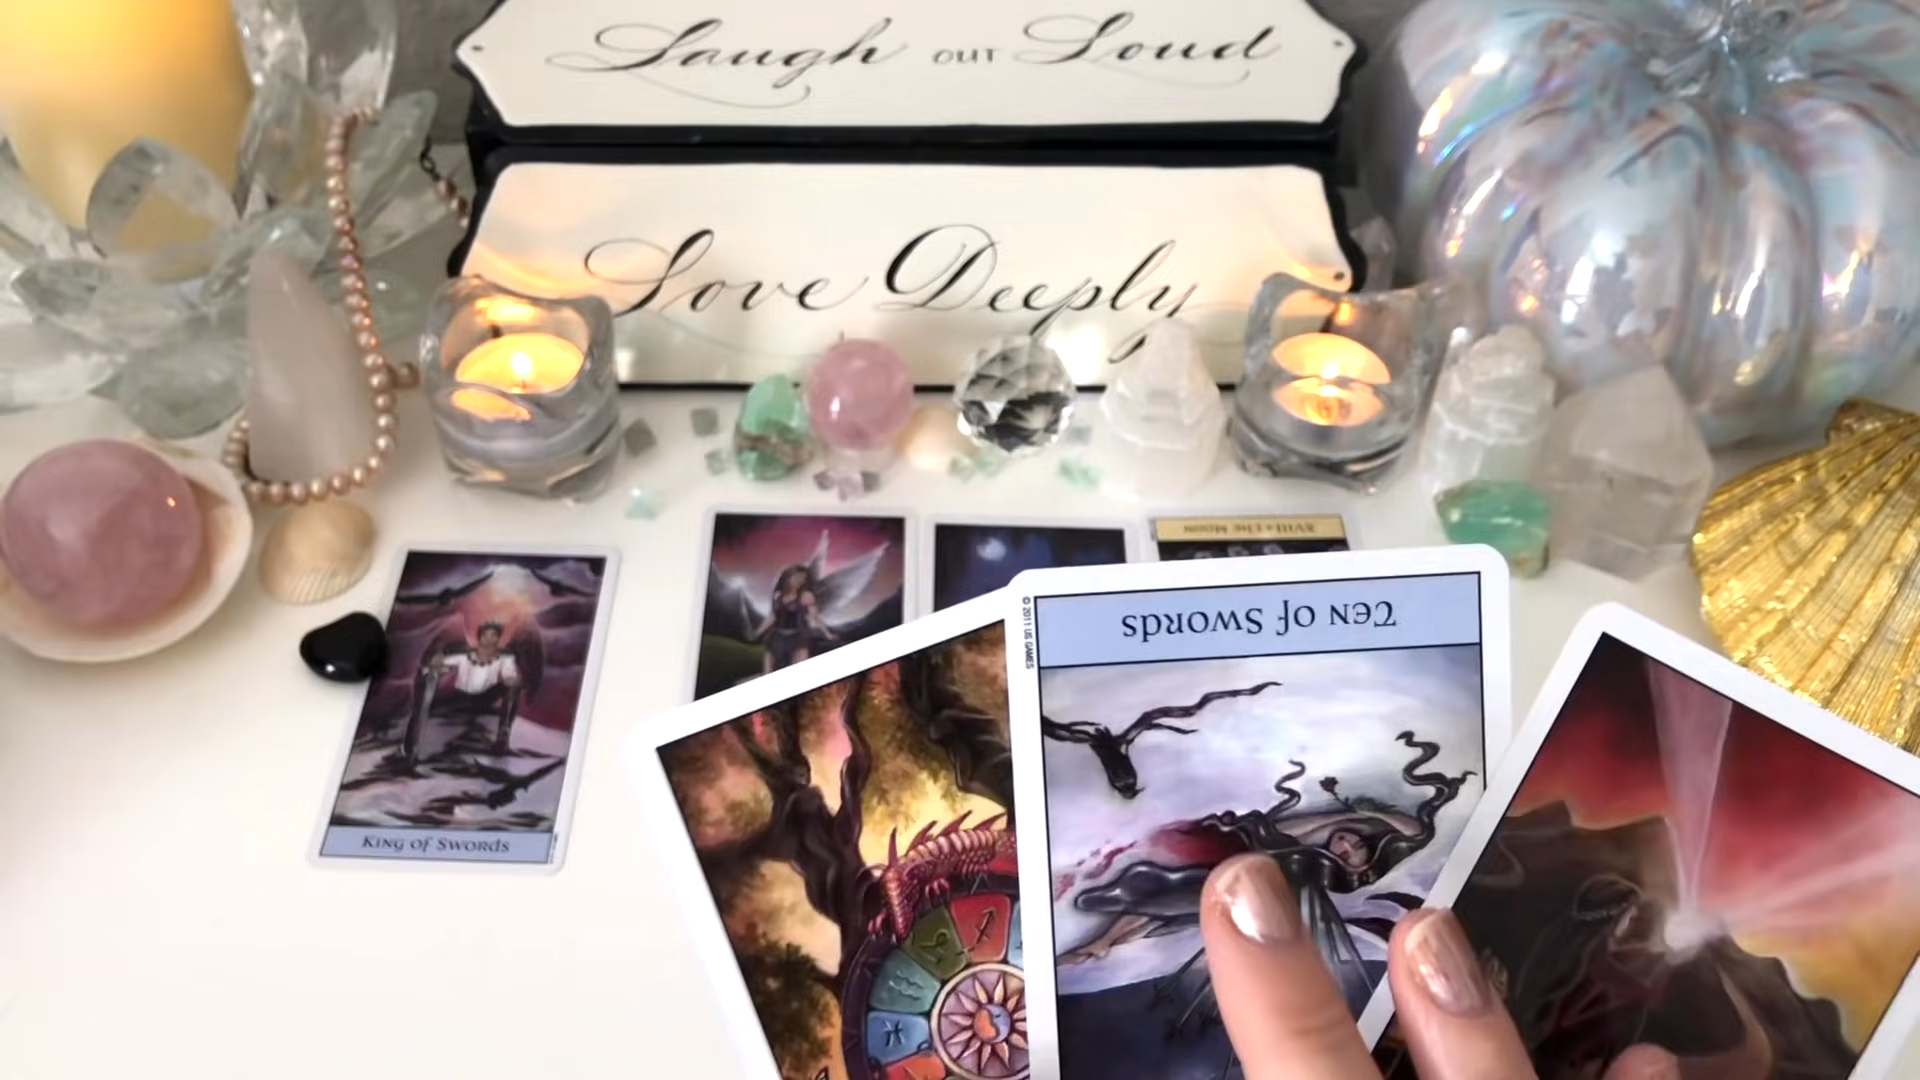 Laugh OUT Loud
Love Deeply
XVIII • The Moon
Ten of Swords
© 2011 US GAMES
King of Swords